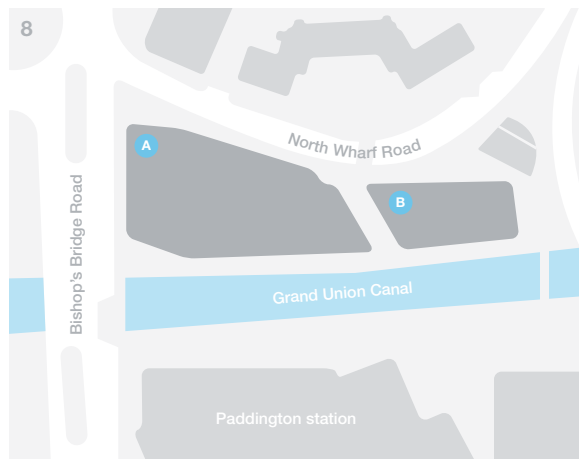 8
A
North Wharf Road
B
Bishop's Bridge Road
Grand Union Canal
Paddington station